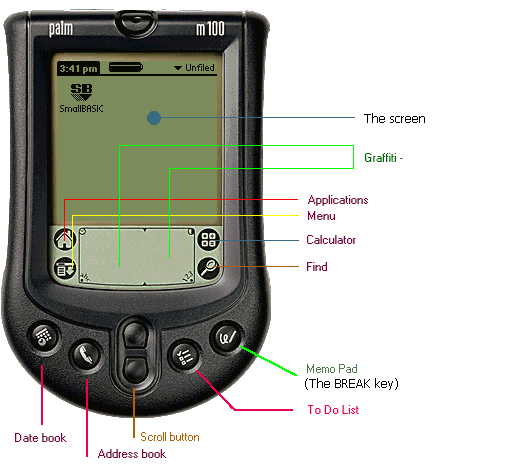 palm
m100
3:41 pm
Unfiled
SB
SmallBASIC
The screen
Graffiti -
Applications
Menu
Calculator
Find
Memo Pad
(The BREAK key)
To Do List
Date book
Scroll button
Address book